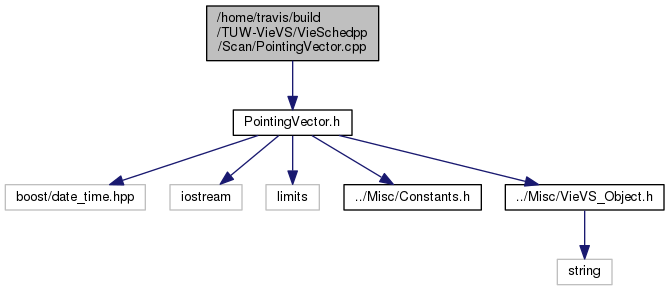 /home/travis/build
/TUW-VieVS/VieSchedpp
/Scan/PointingVector.cpp
PointingVector.h
boost/date_time.hpp
iostream
limits
../Misc/Constants.h
../Misc/VieVS_Object.h
string